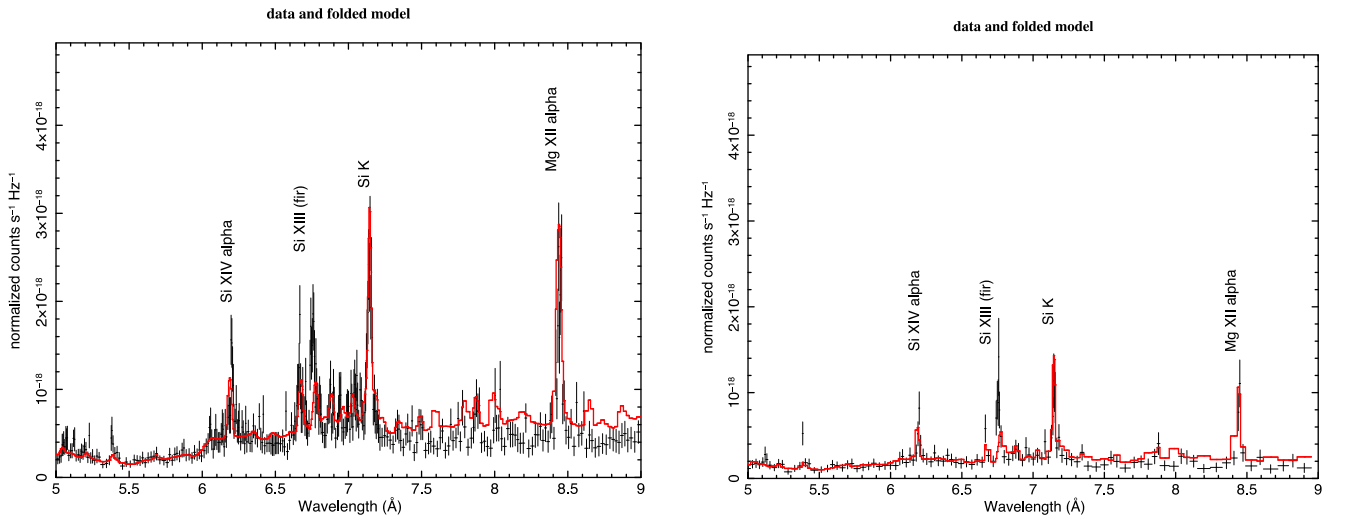 data and folded model
normalized counts s⁻¹ Hz⁻¹
4×10⁻¹⁸
3×10⁻¹⁸
2×10⁻¹⁸
10⁻¹⁸
0
Si XIV alpha
Si XIII (fir)
Si K
Mg XII alpha
5 5.5 6 6.5 7 7.5 8 8.5 9
Wavelength (Å)
data and folded model
normalized counts s⁻¹ Hz⁻¹
4×10⁻¹⁸
3×10⁻¹⁸
2×10⁻¹⁸
10⁻¹⁸
0
Si XIV alpha
Si XIII (fir)
Si K
Mg XII alpha
5 5.5 6 6.5 7 7.5 8 8.5 9
Wavelength (Å)